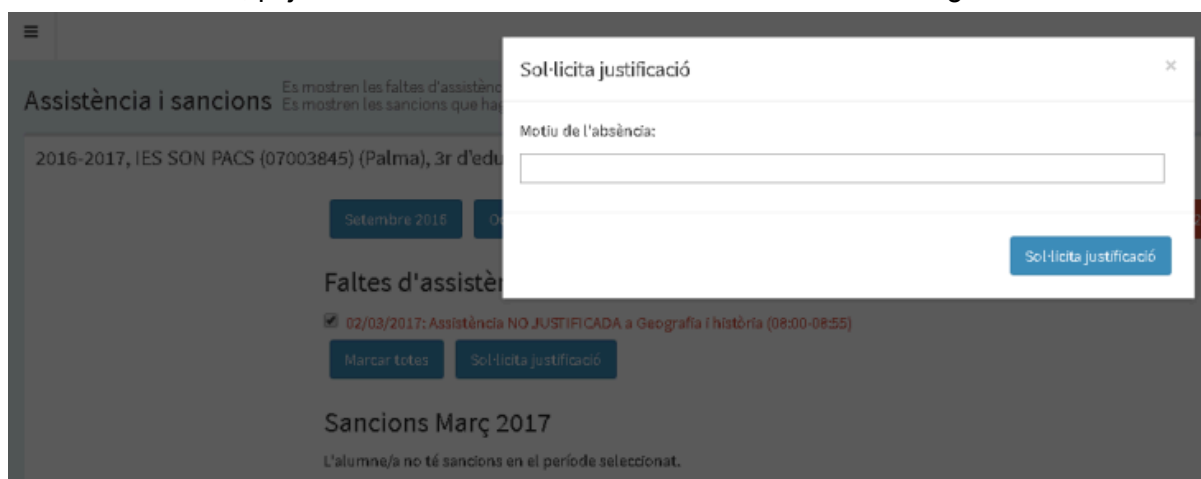 Sol·licita justificació ×
Motiu de l'absència:
Sol·licita justificació
Assistència i sancions
Es mostren les faltes d'assistènc
Es mostren les sancions que hag
2016-2017, IES SON PACS (07003845) (Palma), 3r d'edu
Setembre 2016
Faltes d'assistèn
02/03/2017: Assistència NO JUSTIFICADA a Geografia i història (08:00-08:55)
Marcar totes Sol·licita justificació
Sancions Març 2017
L'alumne/a no té sancions en el període seleccionat.